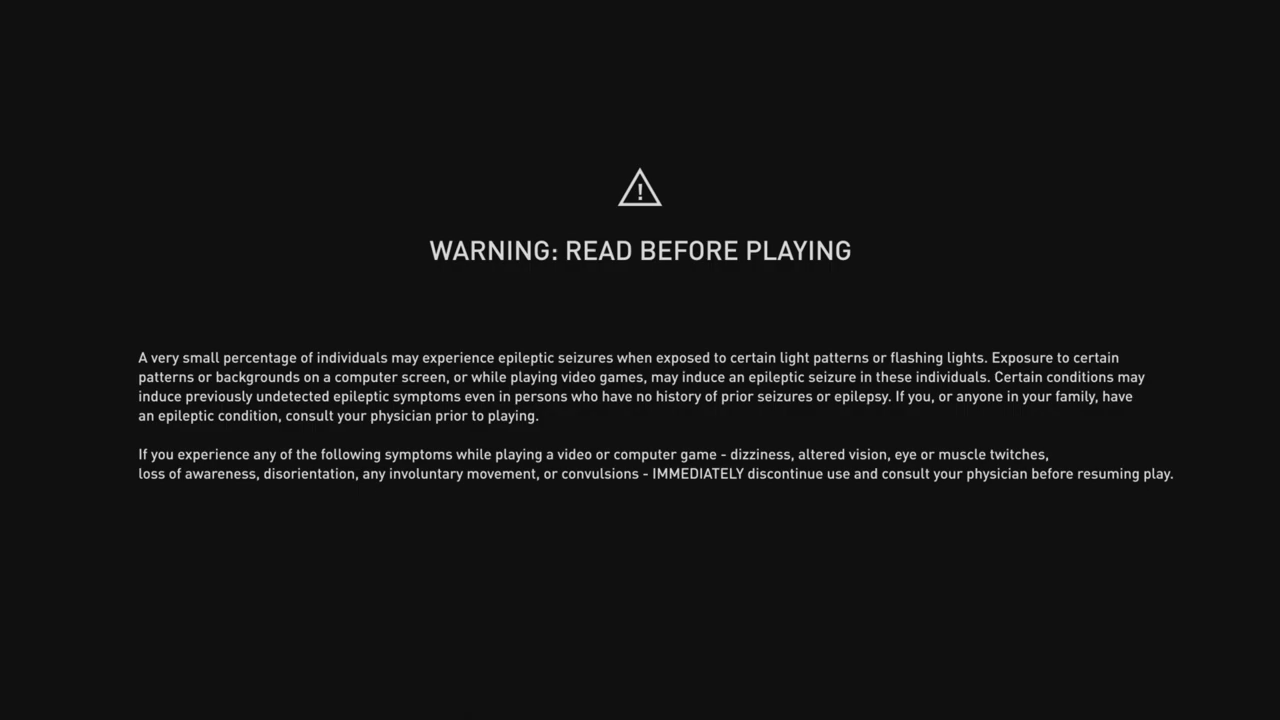 WARNING: READ BEFORE PLAYING
A very small percentage of individuals may experience epileptic seizures when exposed to certain light patterns or flashing lights. Exposure to certain
patterns or backgrounds on a computer screen, or while playing video games, may induce an epileptic seizure in these individuals. Certain conditions may
induce previously undetected epileptic symptoms even in persons who have no history of prior seizures or epilepsy. If you, or anyone in your family, have
an epileptic condition, consult your physician prior to playing.
If you experience any of the following symptoms while playing a video or computer game - dizziness, altered vision, eye or muscle twitches,
loss of awareness, disorientation, any involuntary movement, or convulsions - IMMEDIATELY discontinue use and consult your physician before resuming play.